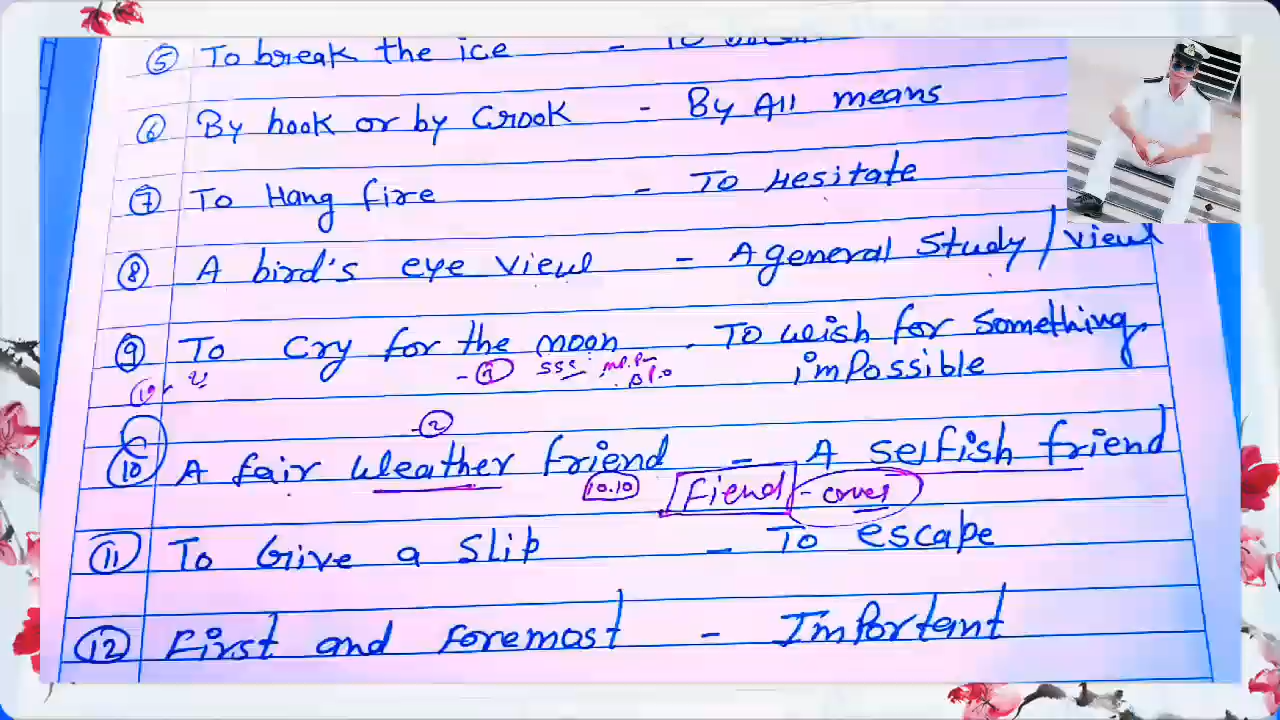 5 To break the ice - To
6 By hook or by Crook - By All means
7 To Hang fire - To Hesitate
8 A bird's eye view - A general Study / view
9 To Cry for the moon . To wish for something
impossible
SSS
2
10 A fair weather friend - A selfish friend
10.10 Fiend -
11 To Give a Slip - To escape
12 First and Foremost - Important